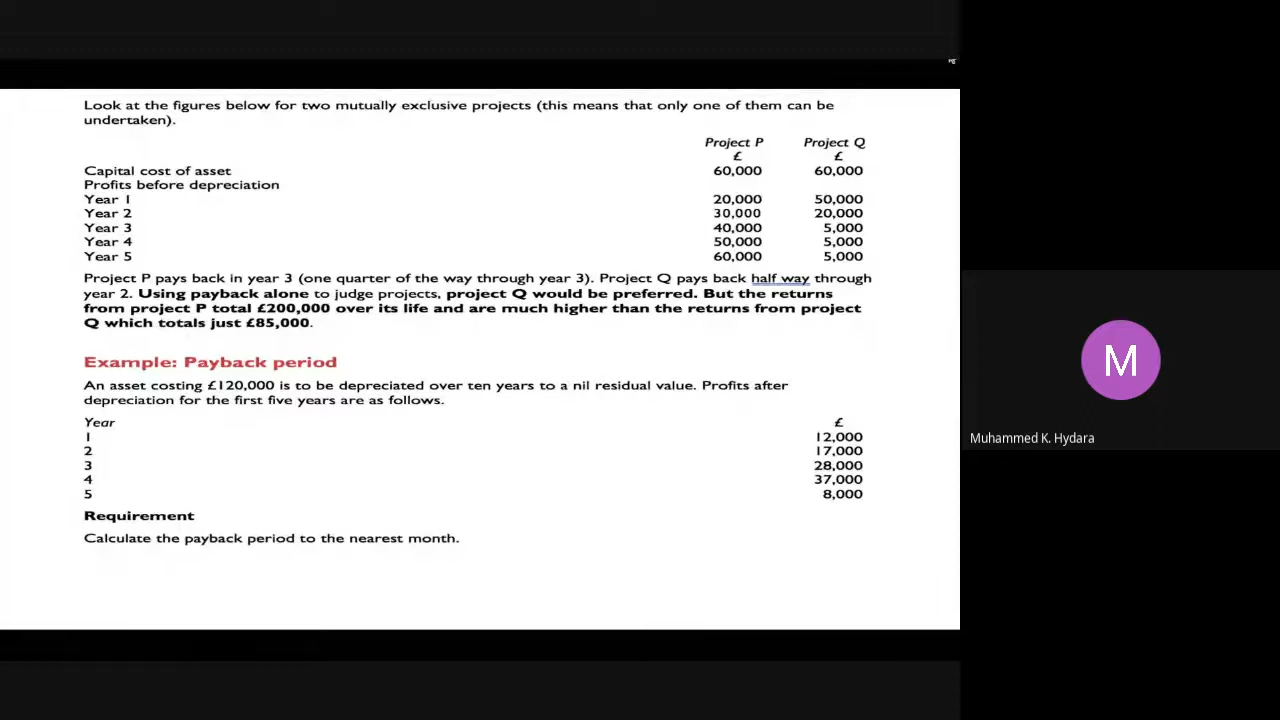 Look at the figures below for two mutually exclusive projects (this means that only one of them can be
undertaken).
Project P Project Q
£ £
Capital cost of asset 60,000 60,000
Profits before depreciation
Year 1 20,000 50,000
Year 2 30,000 20,000
Year 3 40,000 5,000
Year 4 50,000 5,000
Year 5 60,000 5,000
Project P pays back in year 3 (one quarter of the way through year 3). Project Q pays back half way through
year 2. Using payback alone to judge projects, project Q would be preferred. But the returns
from project P total £200,000 over its life and are much higher than the returns from project
Q which totals just £85,000.
Example: Payback period
An asset costing £120,000 is to be depreciated over ten years to a nil residual value. Profits after
depreciation for the first five years are as follows.
Year £
1 12,000
2 17,000
3 28,000
4 37,000
5 8,000
Requirement
Calculate the payback period to the nearest month.
M
Muhammed K. Hydara